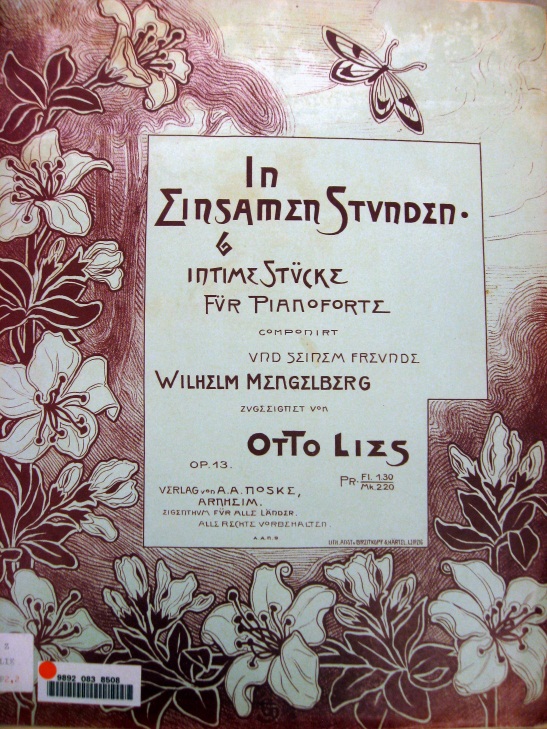 In
Einsamen Stunden.
6
intime Stücke
für Pianoforte
componirt
und seinem Freunde
Wilhelm Mengelberg
zugeeignet von
Otto Lies
OP. 13.
Pr. Fl. 1.30
Mk. 2.20
Verlag von A.A. Noske,
Arnheim.
Eigenthum für alle Länder.
Alle Rechte vorbehalten
A.A.N. 8
Lith. Anst. v. Breitkopf & Härtel, Leipzig
LIE
9892 083 8508